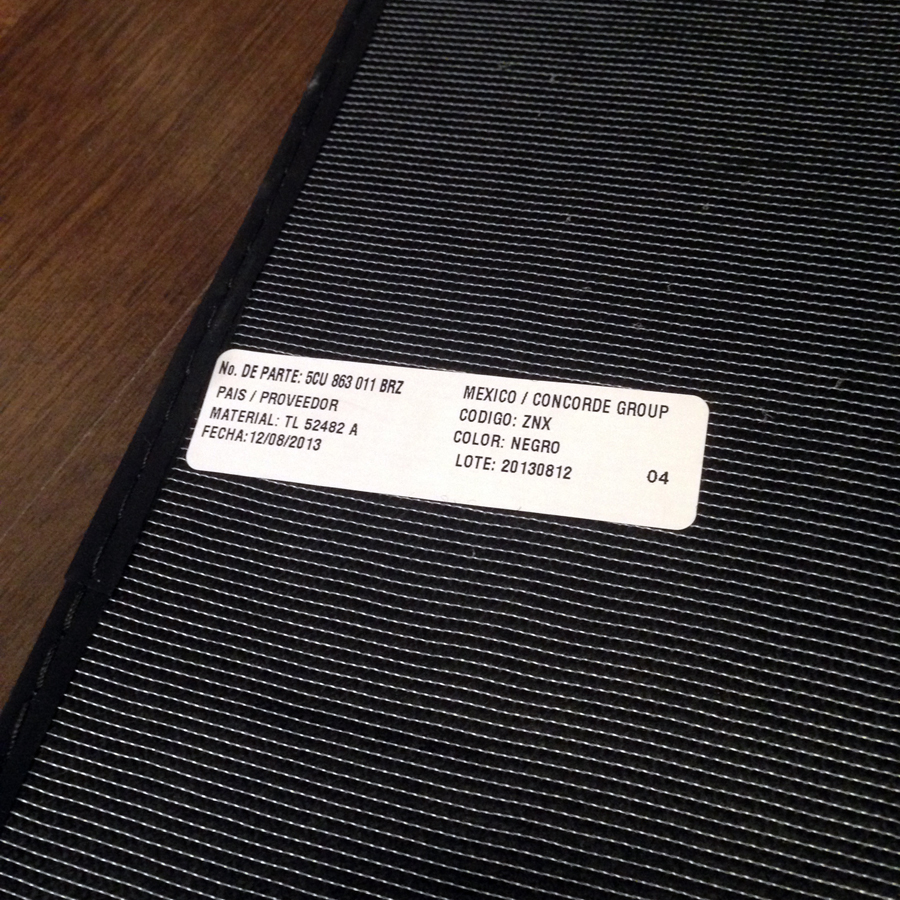 No. DE PARTE: 5CU 863 011 BRZ
PAIS / PROVEEDOR
MATERIAL: TL 52482 A
FECHA:12/08/2013
MEXICO / CONCORDE GROUP
CODIGO: ZNX
COLOR: NEGRO
LOTE: 20130812
04